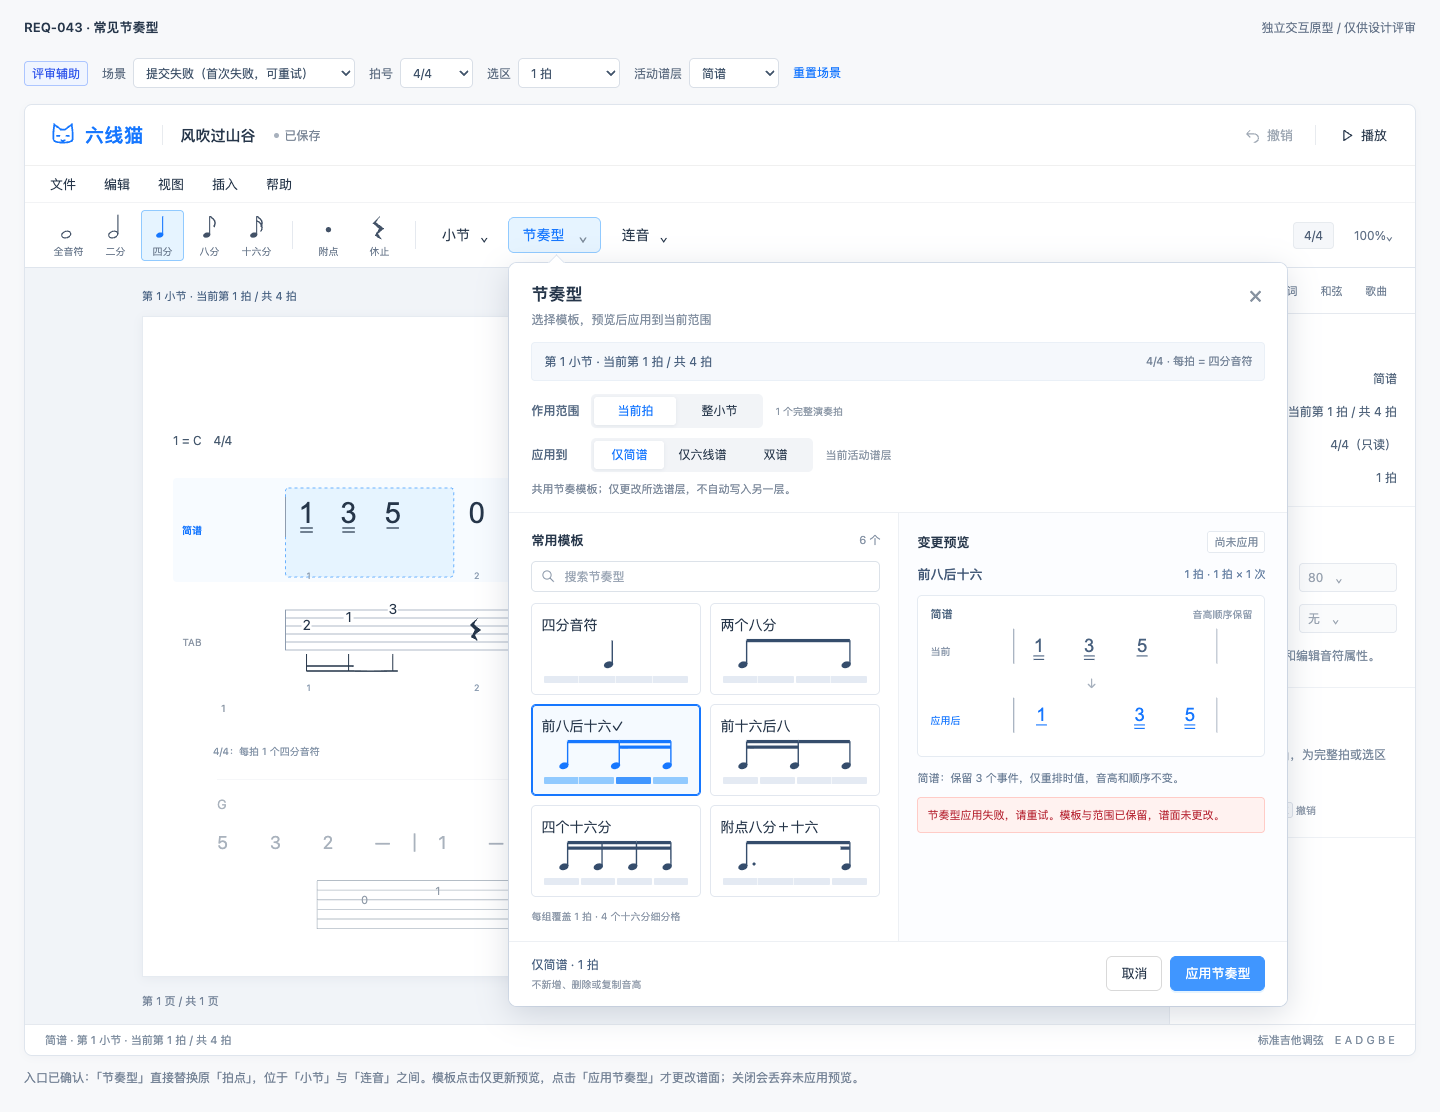 REQ-043 · 常见节奏型
独立交互原型 / 仅供设计评审
评审辅助 场景 提交失败（首次失败，可重试） 拍号 4/4 选区 1 拍 活动谱层 简谱 重置场景
六线猫 风吹过山谷 已保存 撤销 播放
文件 编辑 视图 插入 帮助
全音符 二分 四分 八分 十六分 附点 休止 小节 节奏型 连音 4/4 100%
第 1 小节 · 当前第 1 拍 / 共 4 拍
1 = C 4/4
简谱
1 3 5 0
1 2
TAB
2 1 3
1 2
1
4/4：每拍 1 个四分音符
G
5 3 2 — | 1 —
0 1
第 1 页 / 共 1 页
节奏型
选择模板，预览后应用到当前范围
第 1 小节 · 当前第 1 拍 / 共 4 拍 4/4 · 每拍 = 四分音符
作用范围 当前拍 整小节 1 个完整演奏拍
应用到 仅简谱 仅六线谱 双谱 当前活动谱层
共用节奏模板；仅更改所选谱层，不自动写入另一层。
常用模板 6 个
搜索节奏型
四分音符 两个八分
前八后十六✓ 前十六后八
四个十六分 附点八分＋十六
每组覆盖 1 拍 · 4 个十六分细分格
变更预览 尚未应用
前八后十六 1 拍 · 1 拍 × 1 次
简谱 音高顺序保留
当前 1 3 5
↓
应用后 1 3 5
简谱：保留 3 个事件，仅重排时值，音高和顺序不变。
节奏型应用失败，请重试。模板与范围已保留，谱面未更改。
仅简谱 · 1 拍
不新增、删除或复制音高
取消 应用节奏型
词 和弦 歌曲
简谱
当前第 1 拍 / 共 4 拍
4/4（只读）
1 拍
80
无
和编辑音符属性。
，为完整拍或选区
撤销
简谱 · 第 1 小节 · 当前第 1 拍 / 共 4 拍
标准吉他调弦 E A D G B E
入口已确认：「节奏型」直接替换原「拍点」，位于「小节」与「连音」之间。模板点击仅更新预览，点击「应用节奏型」才更改谱面；关闭会丢弃未应用预览。